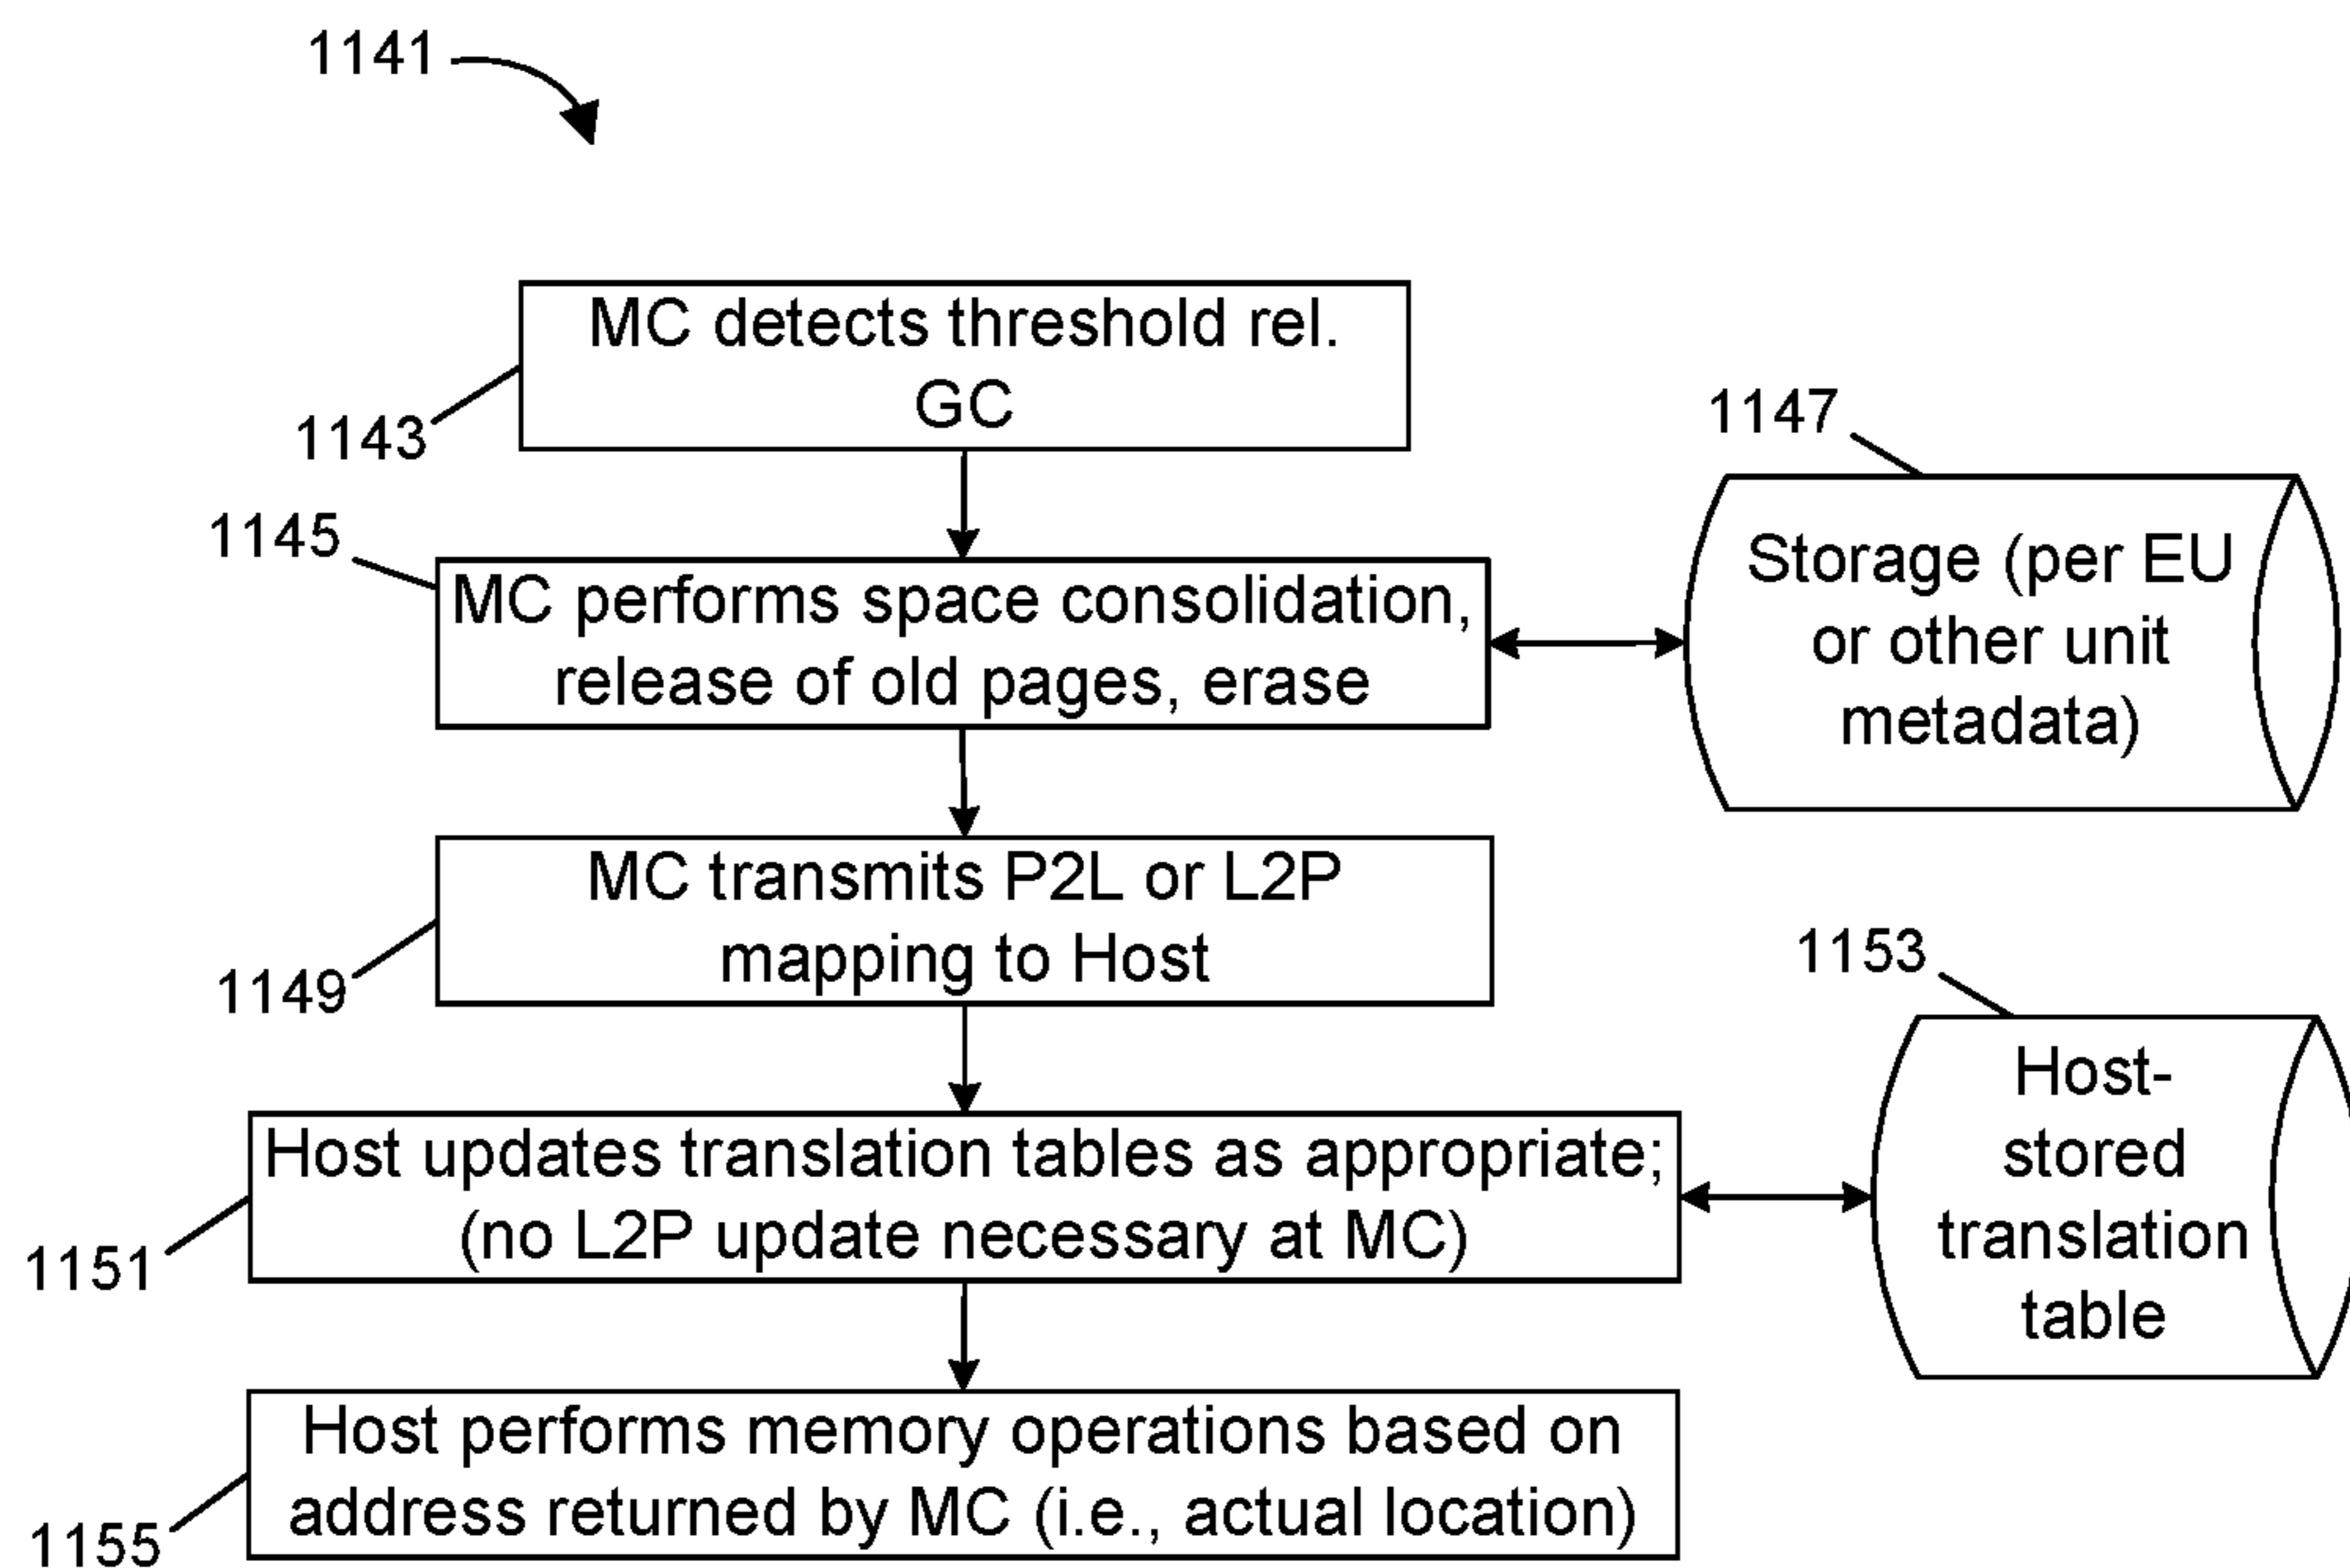 1141
MC detects threshold rel.
GC
1143
1147
1145
MC performs space consolidation,
release of old pages, erase
Storage (per EU
or other unit
metadata)
MC transmits P2L or L2P
mapping to Host
1149
1153
Host updates translation tables as appropriate;
(no L2P update necessary at MC)
1151
Host-
stored
translation
table
Host performs memory operations based on
address returned by MC (i.e., actual location)
1155